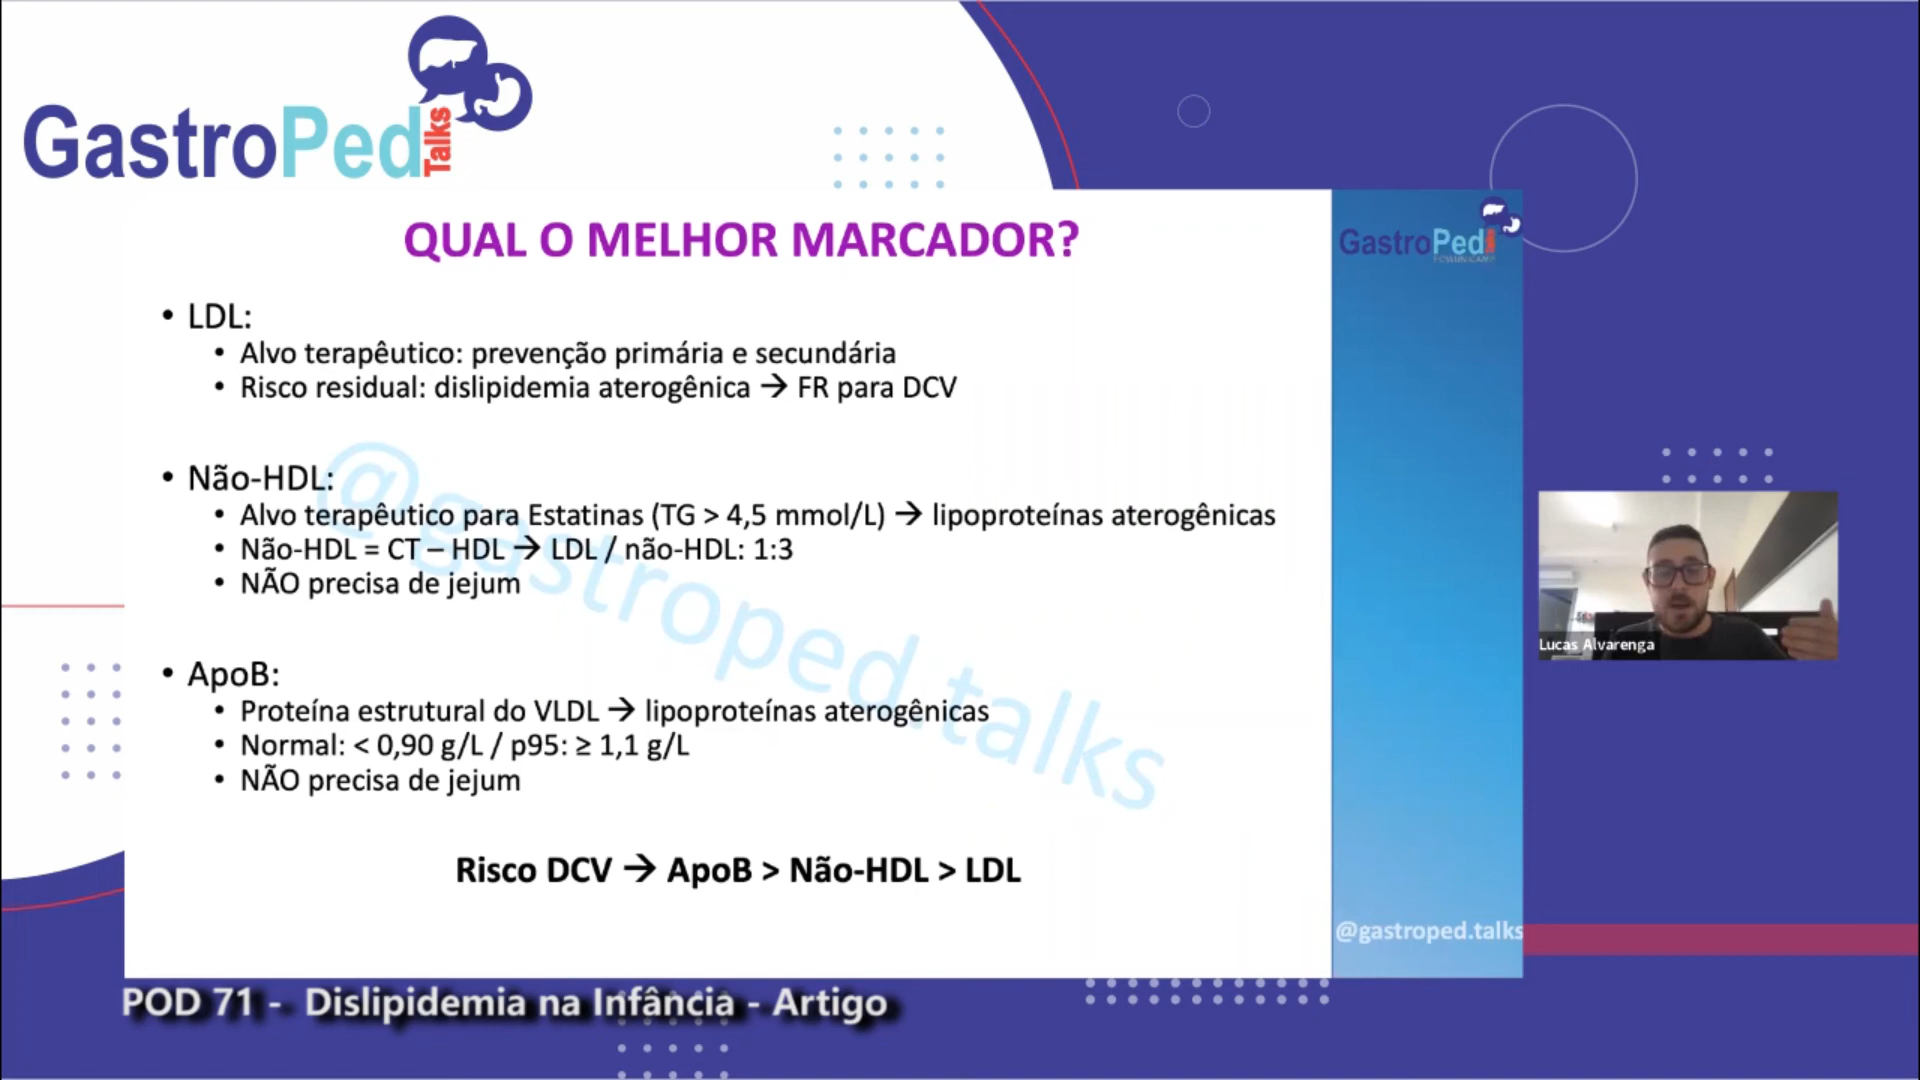 GastroPed Talks
QUAL O MELHOR MARCADOR?
GastroPed
• LDL:
• Alvo terapêutico: prevenção primária e secundária
• Risco residual: dislipidemia aterogênica → FR para DCV
• Não-HDL:
• Alvo terapêutico para Estatinas (TG > 4,5 mmol/L) → lipoproteínas aterogênicas
• Não-HDL = CT – HDL → LDL / não-HDL: 1:3
• NÃO precisa de jejum
@gastroped.talks
Lucas Alvarenga
• ApoB:
• Proteína estrutural do VLDL → lipoproteínas aterogênicas
• Normal: < 0,90 g/L / p95: ≥ 1,1 g/L
• NÃO precisa de jejum
Risco DCV → ApoB > Não-HDL > LDL
@gastroped.talks
POD 71 - Dislipidemia na Infância - Artigo